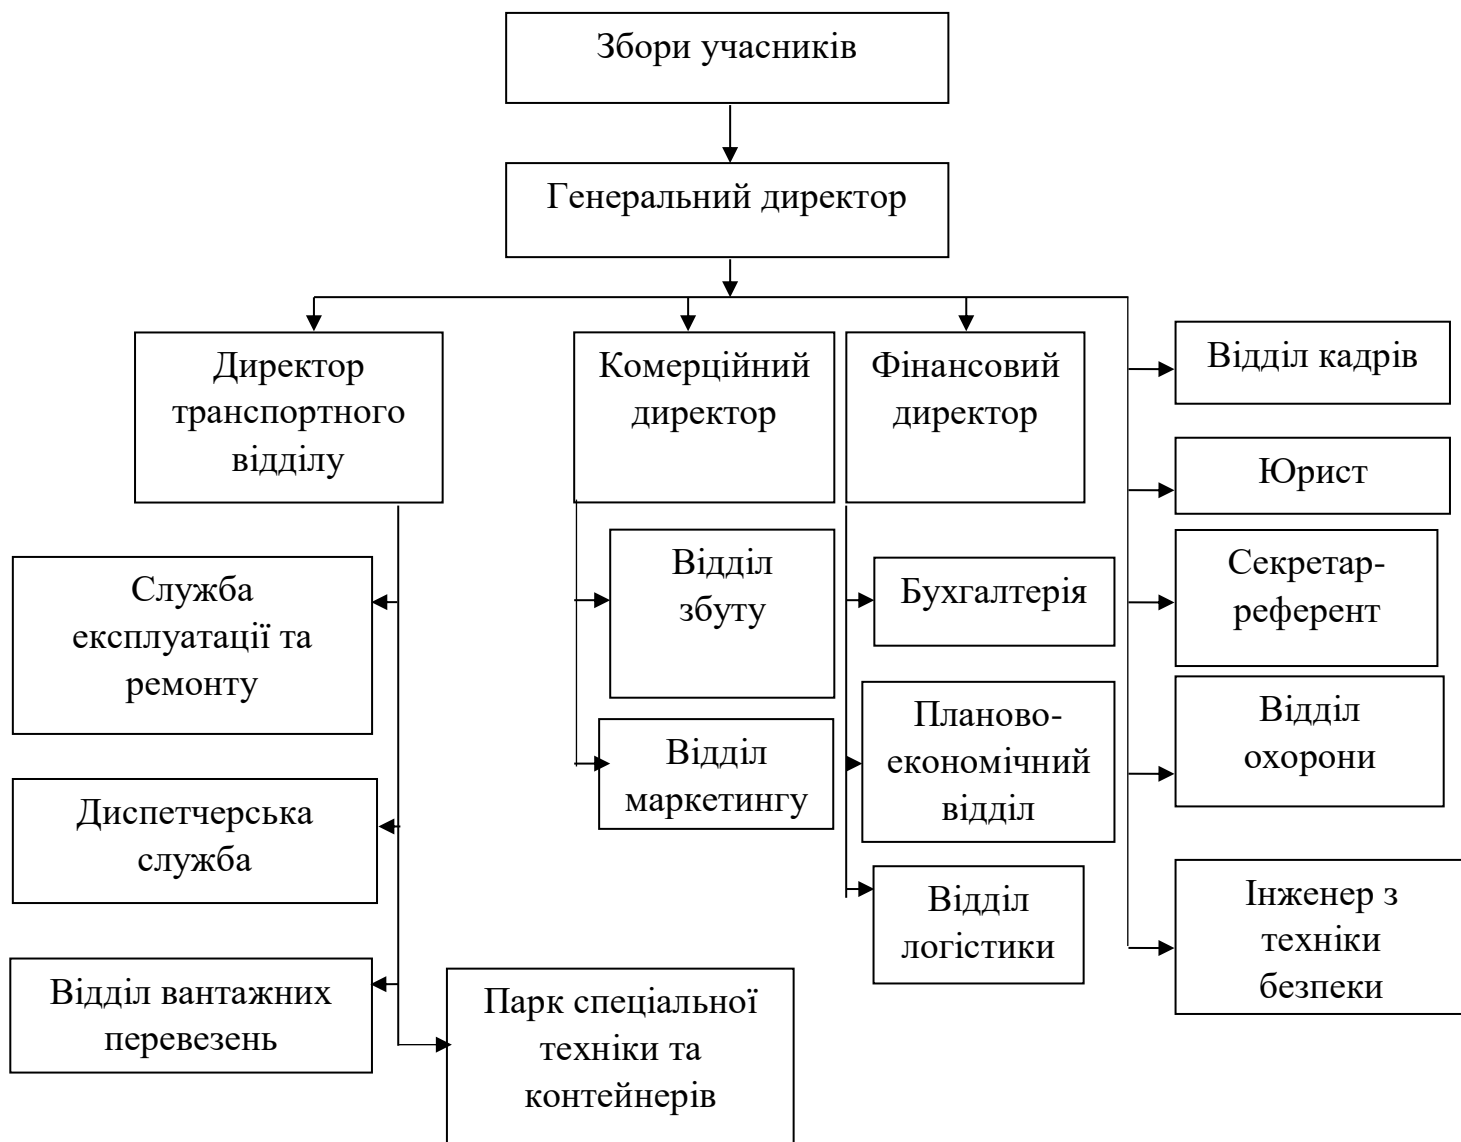 Збори учасників
Генеральний директор
Директор
транспортного
відділу
Комерційний
директор
Фінансовий
директор
Відділ кадрів
Юрист
Секретар-
референт
Відділ
охорони
Інженер з
техніки
безпеки
Служба
експлуатації та
ремонту
Диспетчерська
служба
Відділ вантажних
перевезень
Парк спеціальної
техніки та
контейнерів
Відділ
збуту
Відділ
маркетингу
Бухгалтерія
Планово-
економічний
відділ
Відділ
логістики